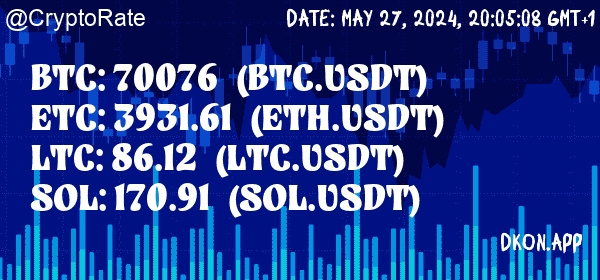 @CryptoRate
DATE: MAY 27, 2024, 20:05:08 GMT+1
BTC: 70076 (BTC.USDT)
ETC: 3931.61 (ETH.USDT)
LTC: 86.12 (LTC.USDT)
SOL: 170.91 (SOL.USDT)
DKON.APP